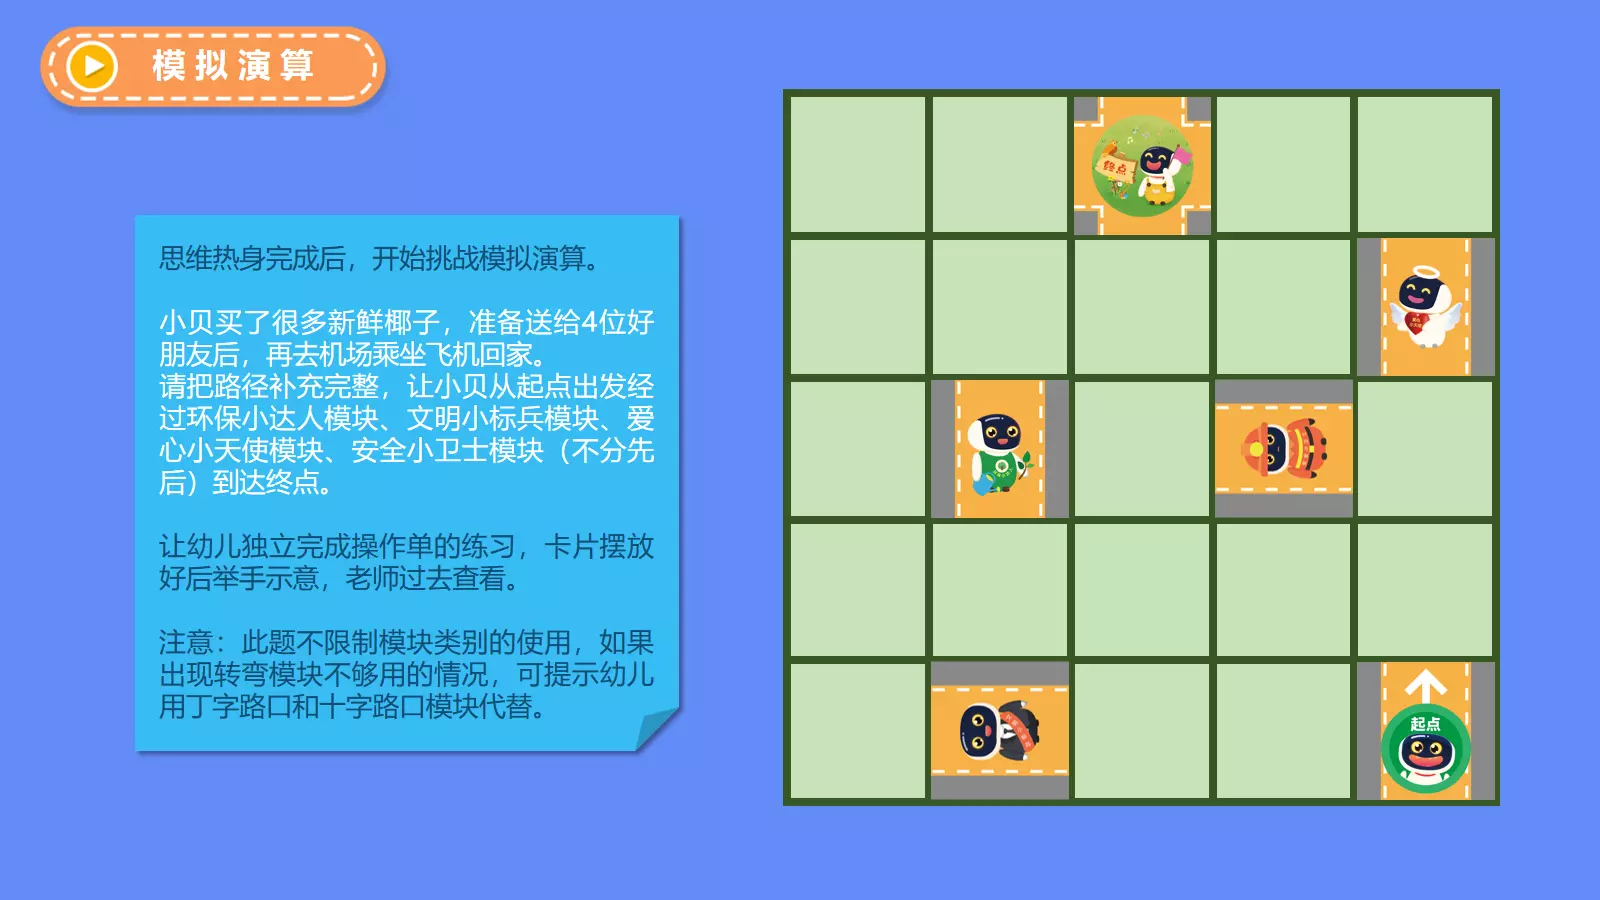 模拟演算
思维热身完成后，开始挑战模拟演算。
小贝买了很多新鲜椰子，准备送给4位好
朋友后，再去机场乘坐飞机回家。
请把路径补充完整，让小贝从起点出发经
过环保小达人模块、文明小标兵模块、爱
心小天使模块、安全小卫士模块（不分先
后）到达终点。
让幼儿独立完成操作单的练习，卡片摆放
好后举手示意，老师过去查看。
注意：此题不限制模块类别的使用，如果
出现转弯模块不够用的情况，可提示幼儿
用丁字路口和十字路口模块代替。
终点
起点